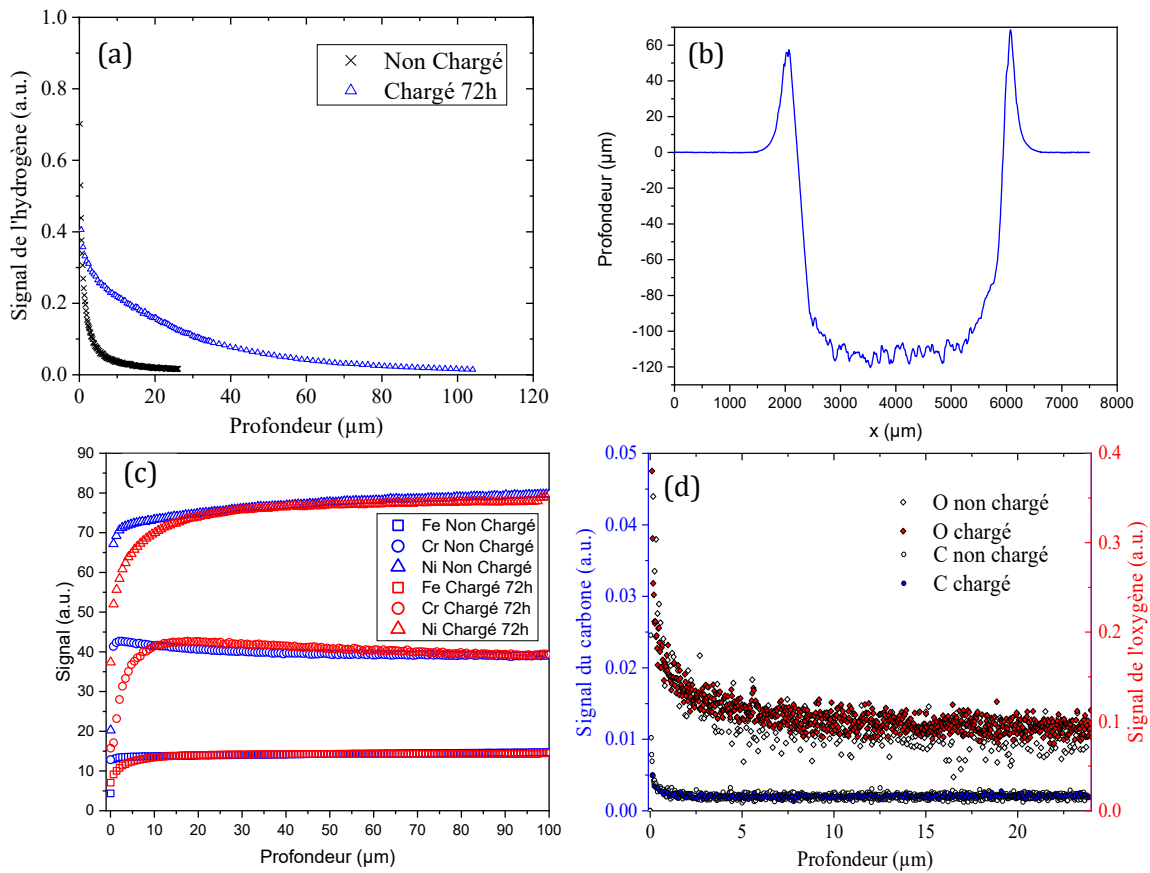 (a)
1.0
0.8
0.6
0.4
0.2
0.0
0
20
40
60
80
100
120
Signal de l'hydrogène (a.u.)
Profondeur (µm)
Non Chargé
Chargé 72h
(b)
60
40
20
0
-20
-40
-60
-80
-100
-120
0
1000
2000
3000
4000
5000
6000
7000
8000
Profondeur (µm)
x (µm)
(c)
90
80
70
60
50
40
30
20
10
0
0
10
20
30
40
50
60
70
80
90
100
Signal (a.u.)
Profondeur (µm)
Fe Non Chargé
Cr Non Chargé
Ni Non Chargé
Fe Chargé 72h
Cr Chargé 72h
Ni Chargé 72h
(d)
0.05
0.04
0.03
0.02
0.01
0.00
0.4
0.3
0.2
0.1
0.0
0
5
10
15
20
Signal du carbone (a.u.)
Signal de l'oxygène (a.u.)
Profondeur (µm)
O non chargé
O chargé
C non chargé
C chargé